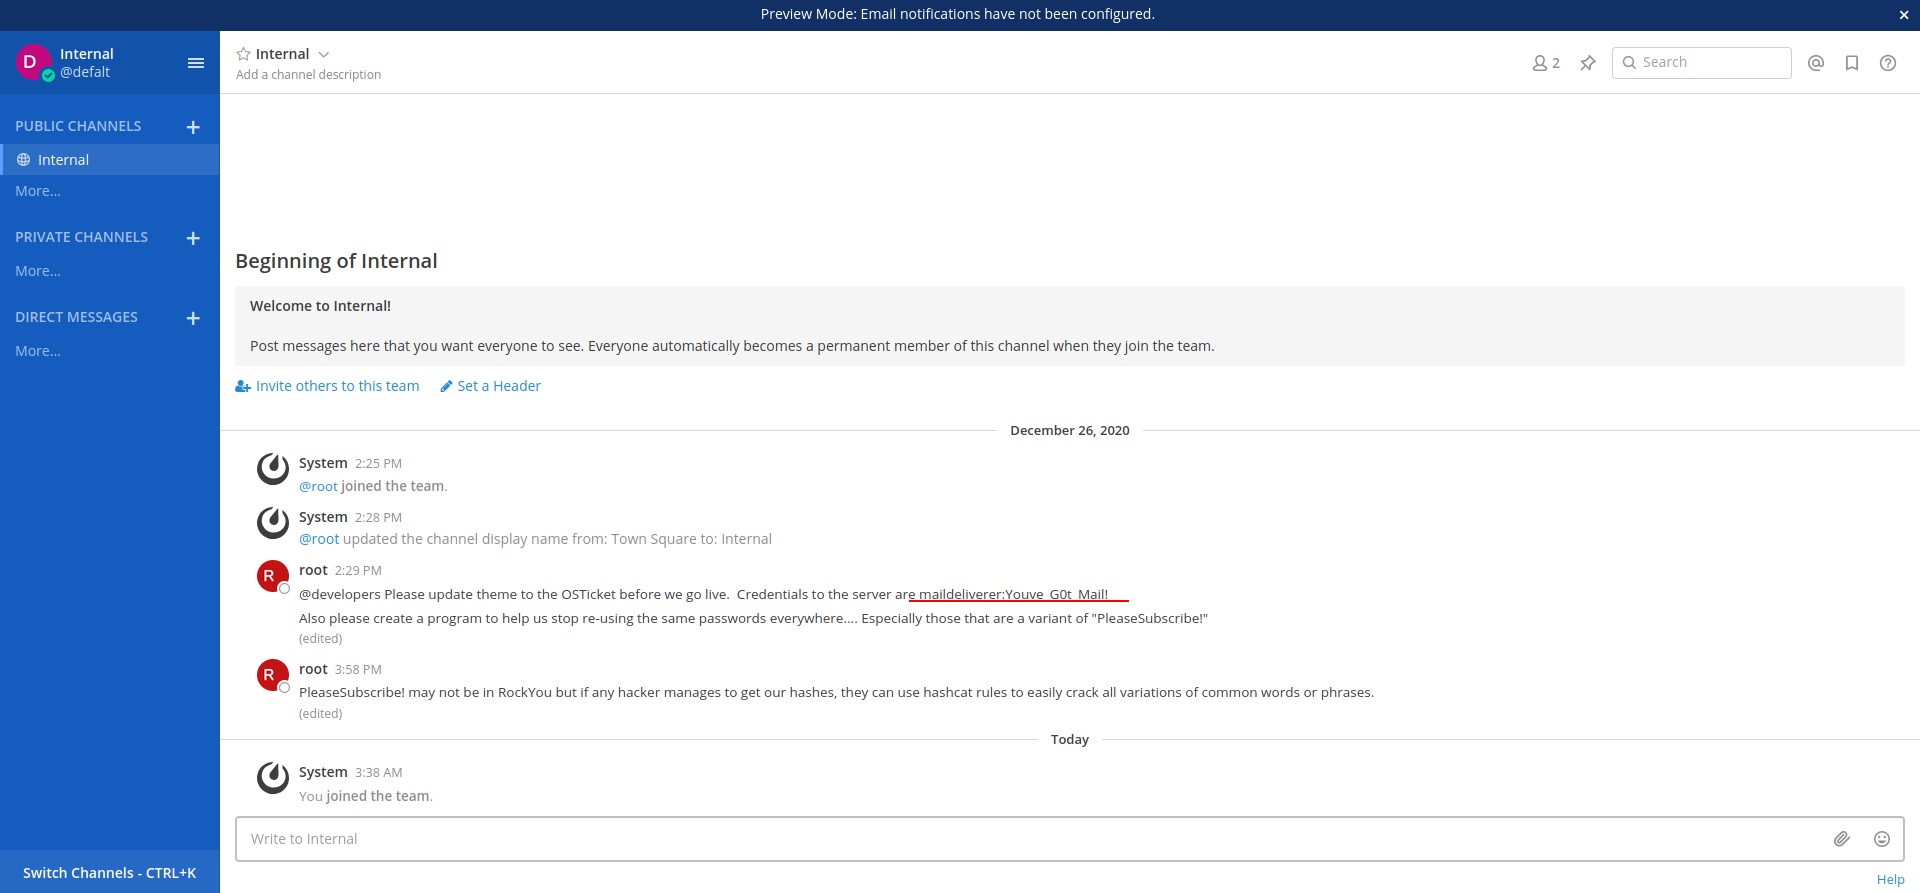 Preview Mode: Email notifications have not been configured.
×
D
Internal
@defalt
PUBLIC CHANNELS +
Internal
More...
PRIVATE CHANNELS +
More...
DIRECT MESSAGES +
More...
Switch Channels - CTRL+K
Internal
Add a channel description
2
Search
Beginning of Internal
Welcome to Internal!
Post messages here that you want everyone to see. Everyone automatically becomes a permanent member of this channel when they join the team.
Invite others to this team Set a Header
December 26, 2020
System 2:25 PM
@root joined the team.
System 2:28 PM
@root updated the channel display name from: Town Square to: Internal
R
root 2:29 PM
@developers Please update theme to the OSTicket before we go live.  Credentials to the server are maildeliverer:Youve_G0t_Mail!
Also please create a program to help us stop re-using the same passwords everywhere.... Especially those that are a variant of "PleaseSubscribe!"
(edited)
R
root 3:58 PM
PleaseSubscribe! may not be in RockYou but if any hacker manages to get our hashes, they can use hashcat rules to easily crack all variations of common words or phrases.
(edited)
Today
System 3:38 AM
You joined the team.
Write to Internal
Help